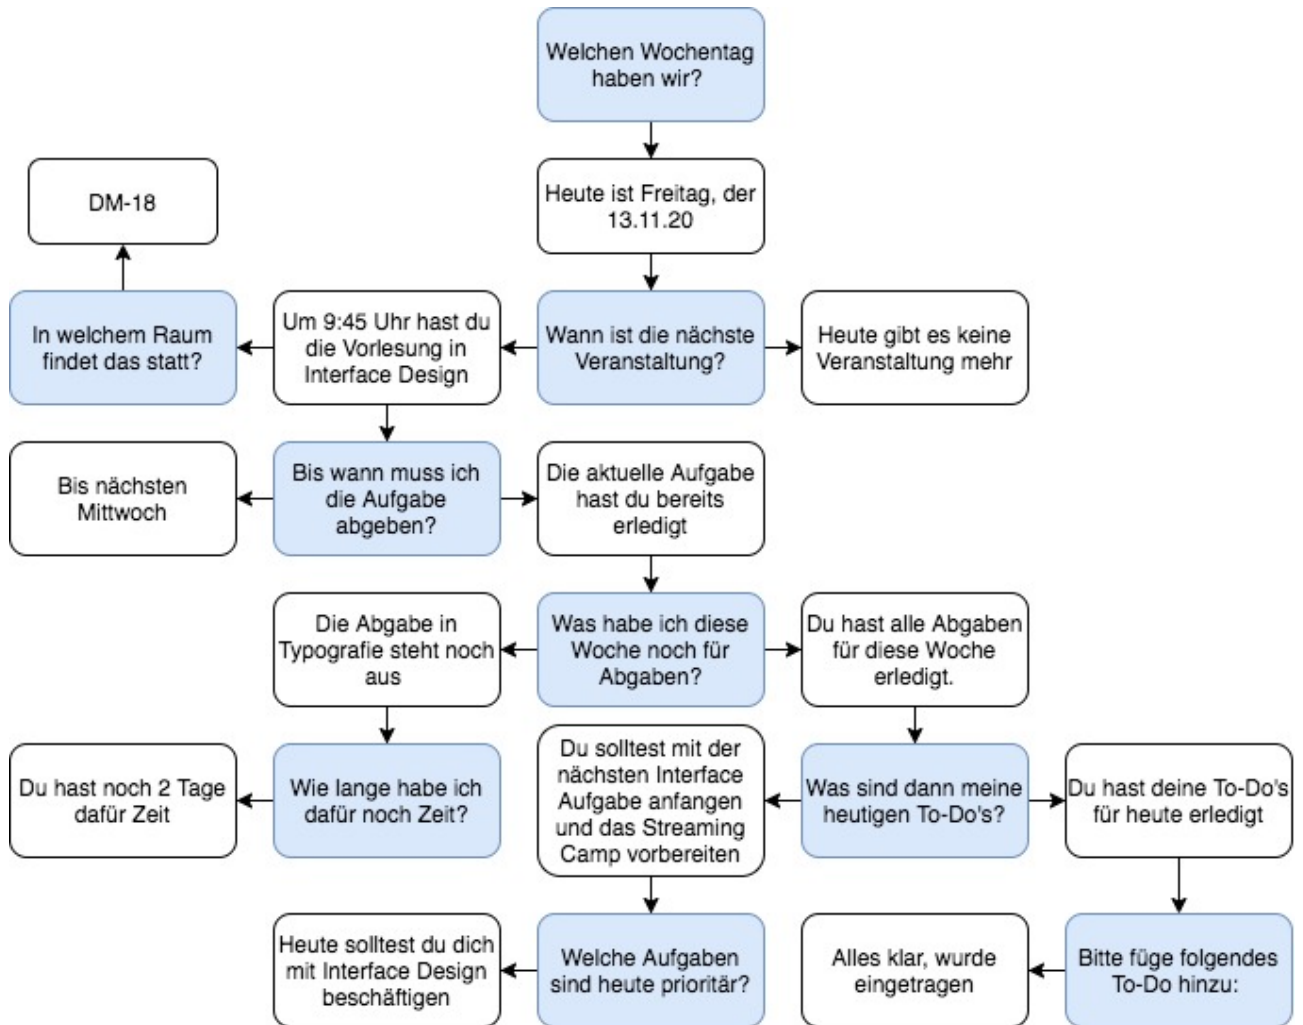 Welchen Wochentag
haben wir?
DM-18
Heute ist Freitag, der
13.11.20
In welchem Raum
findet das statt?
Um 9:45 Uhr hast du
die Vorlesung in
Interface Design
Wann ist die nächste
Veranstaltung?
Heute gibt es keine
Veranstaltung mehr
Bis nächsten
Mittwoch
Bis wann muss ich
die Aufgabe
abgeben?
Die aktuelle Aufgabe
hast du bereits
erledigt
Die Abgabe in
Typografie steht noch
aus
Was habe ich diese
Woche noch für
Abgaben?
Du hast alle Abgaben
für diese Woche
erledigt.
Du hast noch 2 Tage
dafür Zeit
Wie lange habe ich
dafür noch Zeit?
Du solltest mit der
nächsten Interface
Aufgabe anfangen
und das Streaming
Camp vorbereiten
Was sind dann meine
heutigen To-Do's?
Du hast deine To-Do's
für heute erledigt
Heute solltest du dich
mit Interface Design
beschäftigen
Welche Aufgaben
sind heute prioritär?
Alles klar, wurde
eingetragen
Bitte füge folgendes
To-Do hinzu: